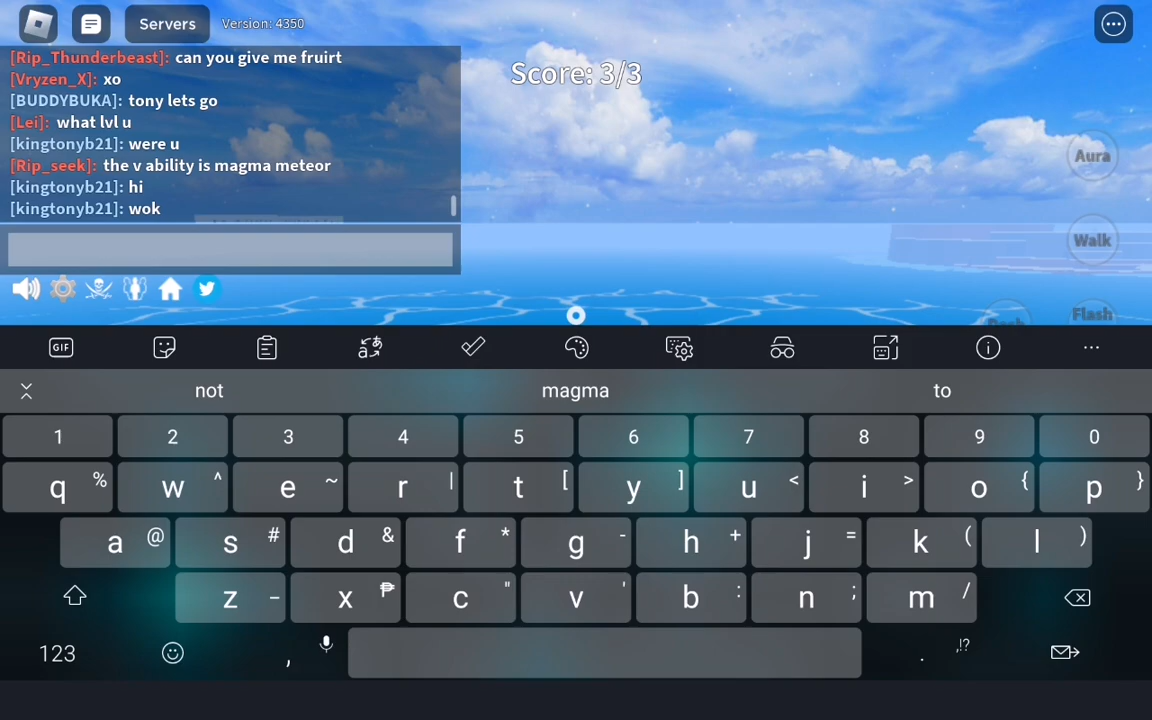 Servers
Version: 4350
[Rip_Thunderbeast]: can you give me fruirt
[Vryzen_X]: xo
[BUDDYBUKA]: tony lets go
[Lei]: what lvl u
[kingtonyb21]: were u
[Rip_seek]: the v ability is magma meteor
[kingtonyb21]: hi
[kingtonyb21]: wok
Score: 3/3
Aura
Walk
Dash
Flash
GIF
not magma to
1 2 3 4 5 6 7 8 9 0
q % w ^ e ~ r | t [ y ] u < i > o { p }
a @ s # d & f * g - h + j = k ( l )
z _ x ₱ c " v ' b : n ; m /
123 , . ,!?